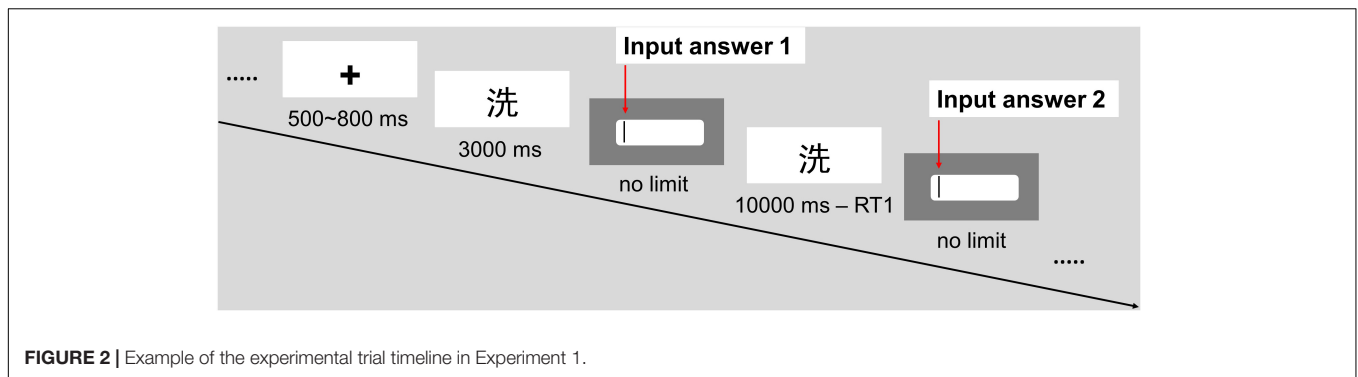 .....
+
500~800 ms
洗
3000 ms
Input answer 1
no limit
洗
10000 ms – RT1
Input answer 2
no limit
.....
FIGURE 2 | Example of the experimental trial timeline in Experiment 1.